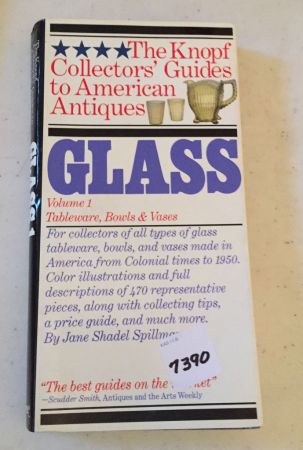 The Knopf
Collectors' Guides
to American
Antiques
GLASS
Volume 1
Tableware, Bowls & Vases
For collectors of all types of glass
tableware, bowls, and vases made in
America from Colonial times to 1950.
Color illustrations and full
descriptions of 470 representative
pieces, along with collecting tips,
a price guide, and much more.
By Jane Shadel
7390
"The best guides on the
—Scudder Smith, Antiques and the Arts Weekly